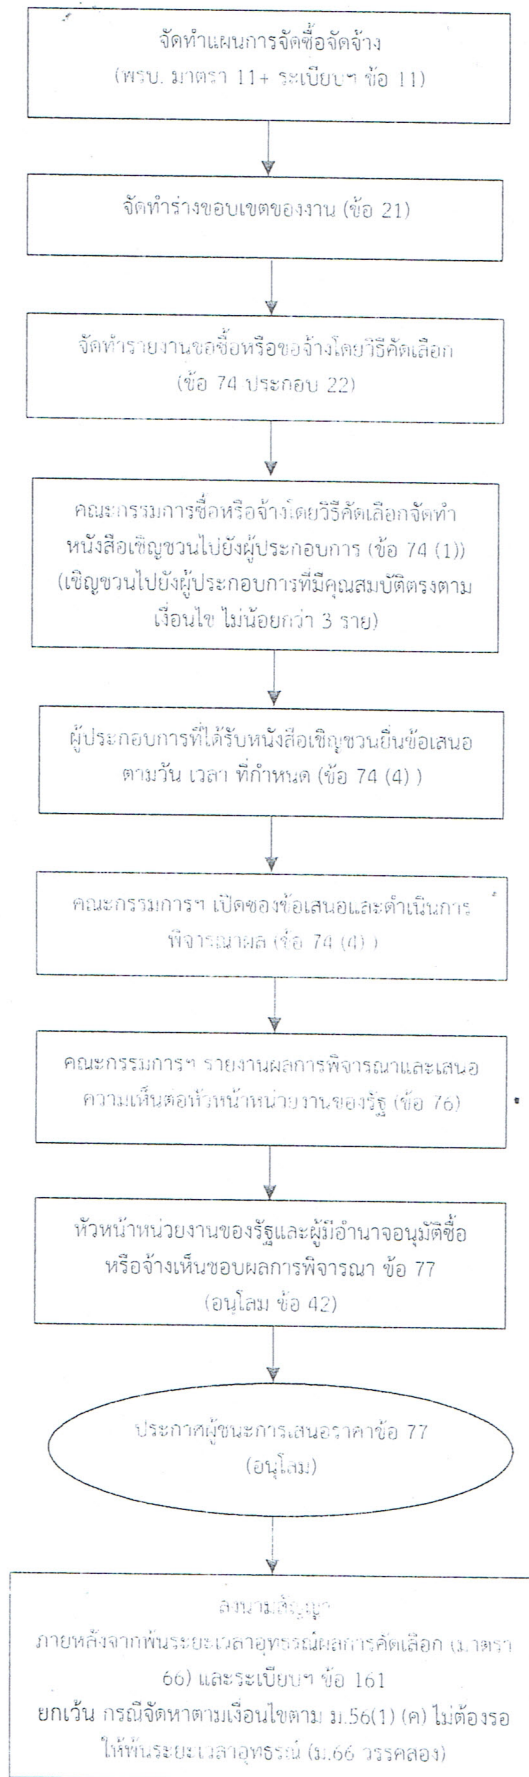 จัดทำแผนการจัดซื้อจัดจ้าง
(พรบ. มาตรา 11+ ระเบียบฯ ข้อ 11)
จัดทำร่างขอบเขตของงาน (ข้อ 21)
จัดทำรายงานขอซื้อหรือขอจ้างโดยวิธีคัดเลือก
(ข้อ 74 ประกอบ 22)
คณะกรรมการซื้อหรือจ้างโดยวิธีคัดเลือกจัดทำ
หนังสือเชิญชวนไปยังผู้ประกอบการ (ข้อ 74 (1))
(เชิญชวนไปยังผู้ประกอบการที่มีคุณสมบัติตรงตาม
เงื่อนไข ไม่น้อยกว่า 3 ราย)
ผู้ประกอบการที่ได้รับหนังสือเชิญชวนยื่นข้อเสนอ
ตามวัน เวลา ที่กำหนด (ข้อ 74 (4) )
คณะกรรมการฯ เปิดซองข้อเสนอและดำเนินการ
พิจารณาผล (ข้อ 74 (4) )
คณะกรรมการฯ รายงานผลการพิจารณาและเสนอ
ความเห็นต่อหัวหน้าหน่วยงานของรัฐ (ข้อ 76)
หัวหน้าหน่วยงานของรัฐและผู้มีอำนาจอนุมัติซื้อ
หรือจ้างเห็นชอบผลการพิจารณา ข้อ 77
(อนุโลม ข้อ 42)
ประกาศผู้ชนะการเสนอราคาข้อ 77
(อนุโลม)
ลงนามสัญญา
ภายหลังจากพ้นระยะเวลาอุทธรณ์ผลการคัดเลือก (มาตรา
66) และระเบียบฯ ข้อ 161
ยกเว้น กรณีจัดหาตามเงื่อนไขตาม ม.56(1) (ค) ไม่ต้องรอ
ให้พ้นระยะเวลาอุทธรณ์ (ม.66 วรรคสอง)